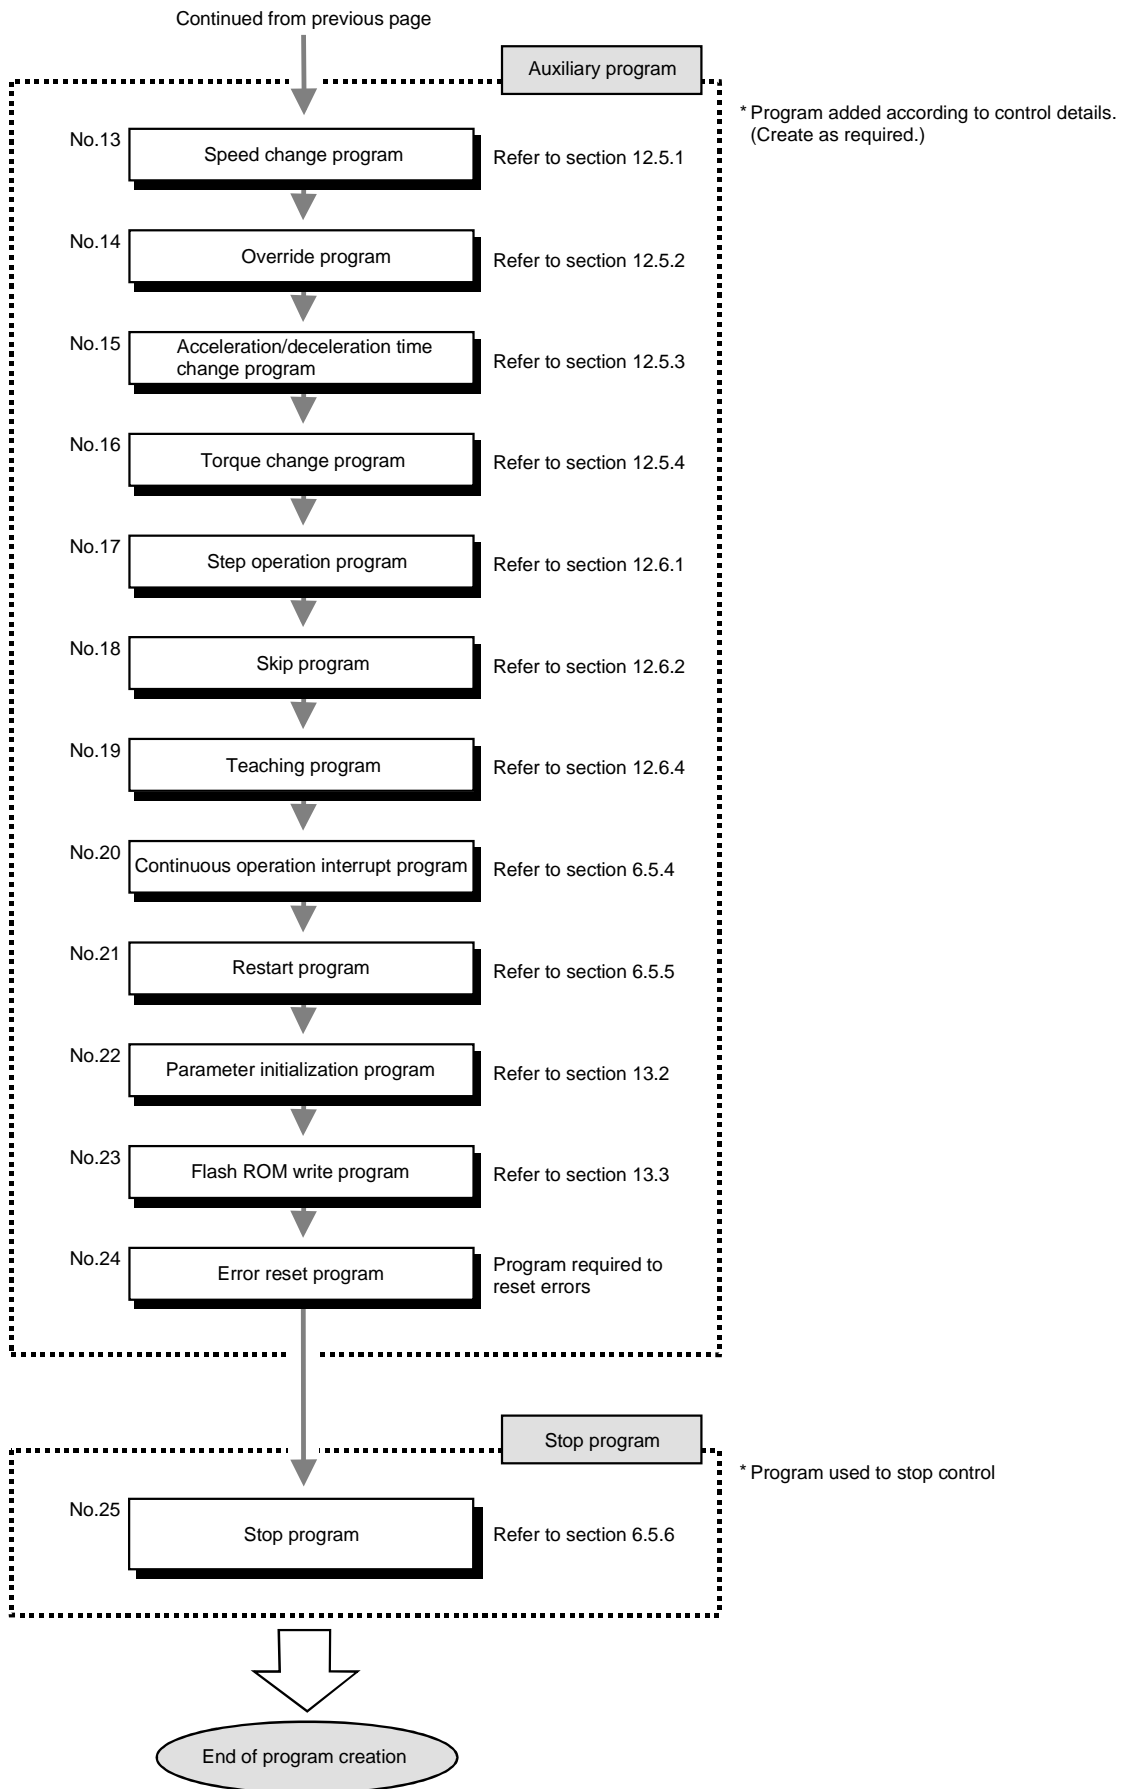 Continued from previous page
Auxiliary program
* Program added according to control details.
(Create as required.)
No.13
Speed change program
Refer to section 12.5.1
No.14
Override program
Refer to section 12.5.2
No.15
Acceleration/deceleration time
change program
Refer to section 12.5.3
No.16
Torque change program
Refer to section 12.5.4
No.17
Step operation program
Refer to section 12.6.1
No.18
Skip program
Refer to section 12.6.2
No.19
Teaching program
Refer to section 12.6.4
No.20
Continuous operation interrupt program
Refer to section 6.5.4
No.21
Restart program
Refer to section 6.5.5
No.22
Parameter initialization program
Refer to section 13.2
No.23
Flash ROM write program
Refer to section 13.3
No.24
Error reset program
Program required to
reset errors
Stop program
* Program used to stop control
No.25
Stop program
Refer to section 6.5.6
End of program creation